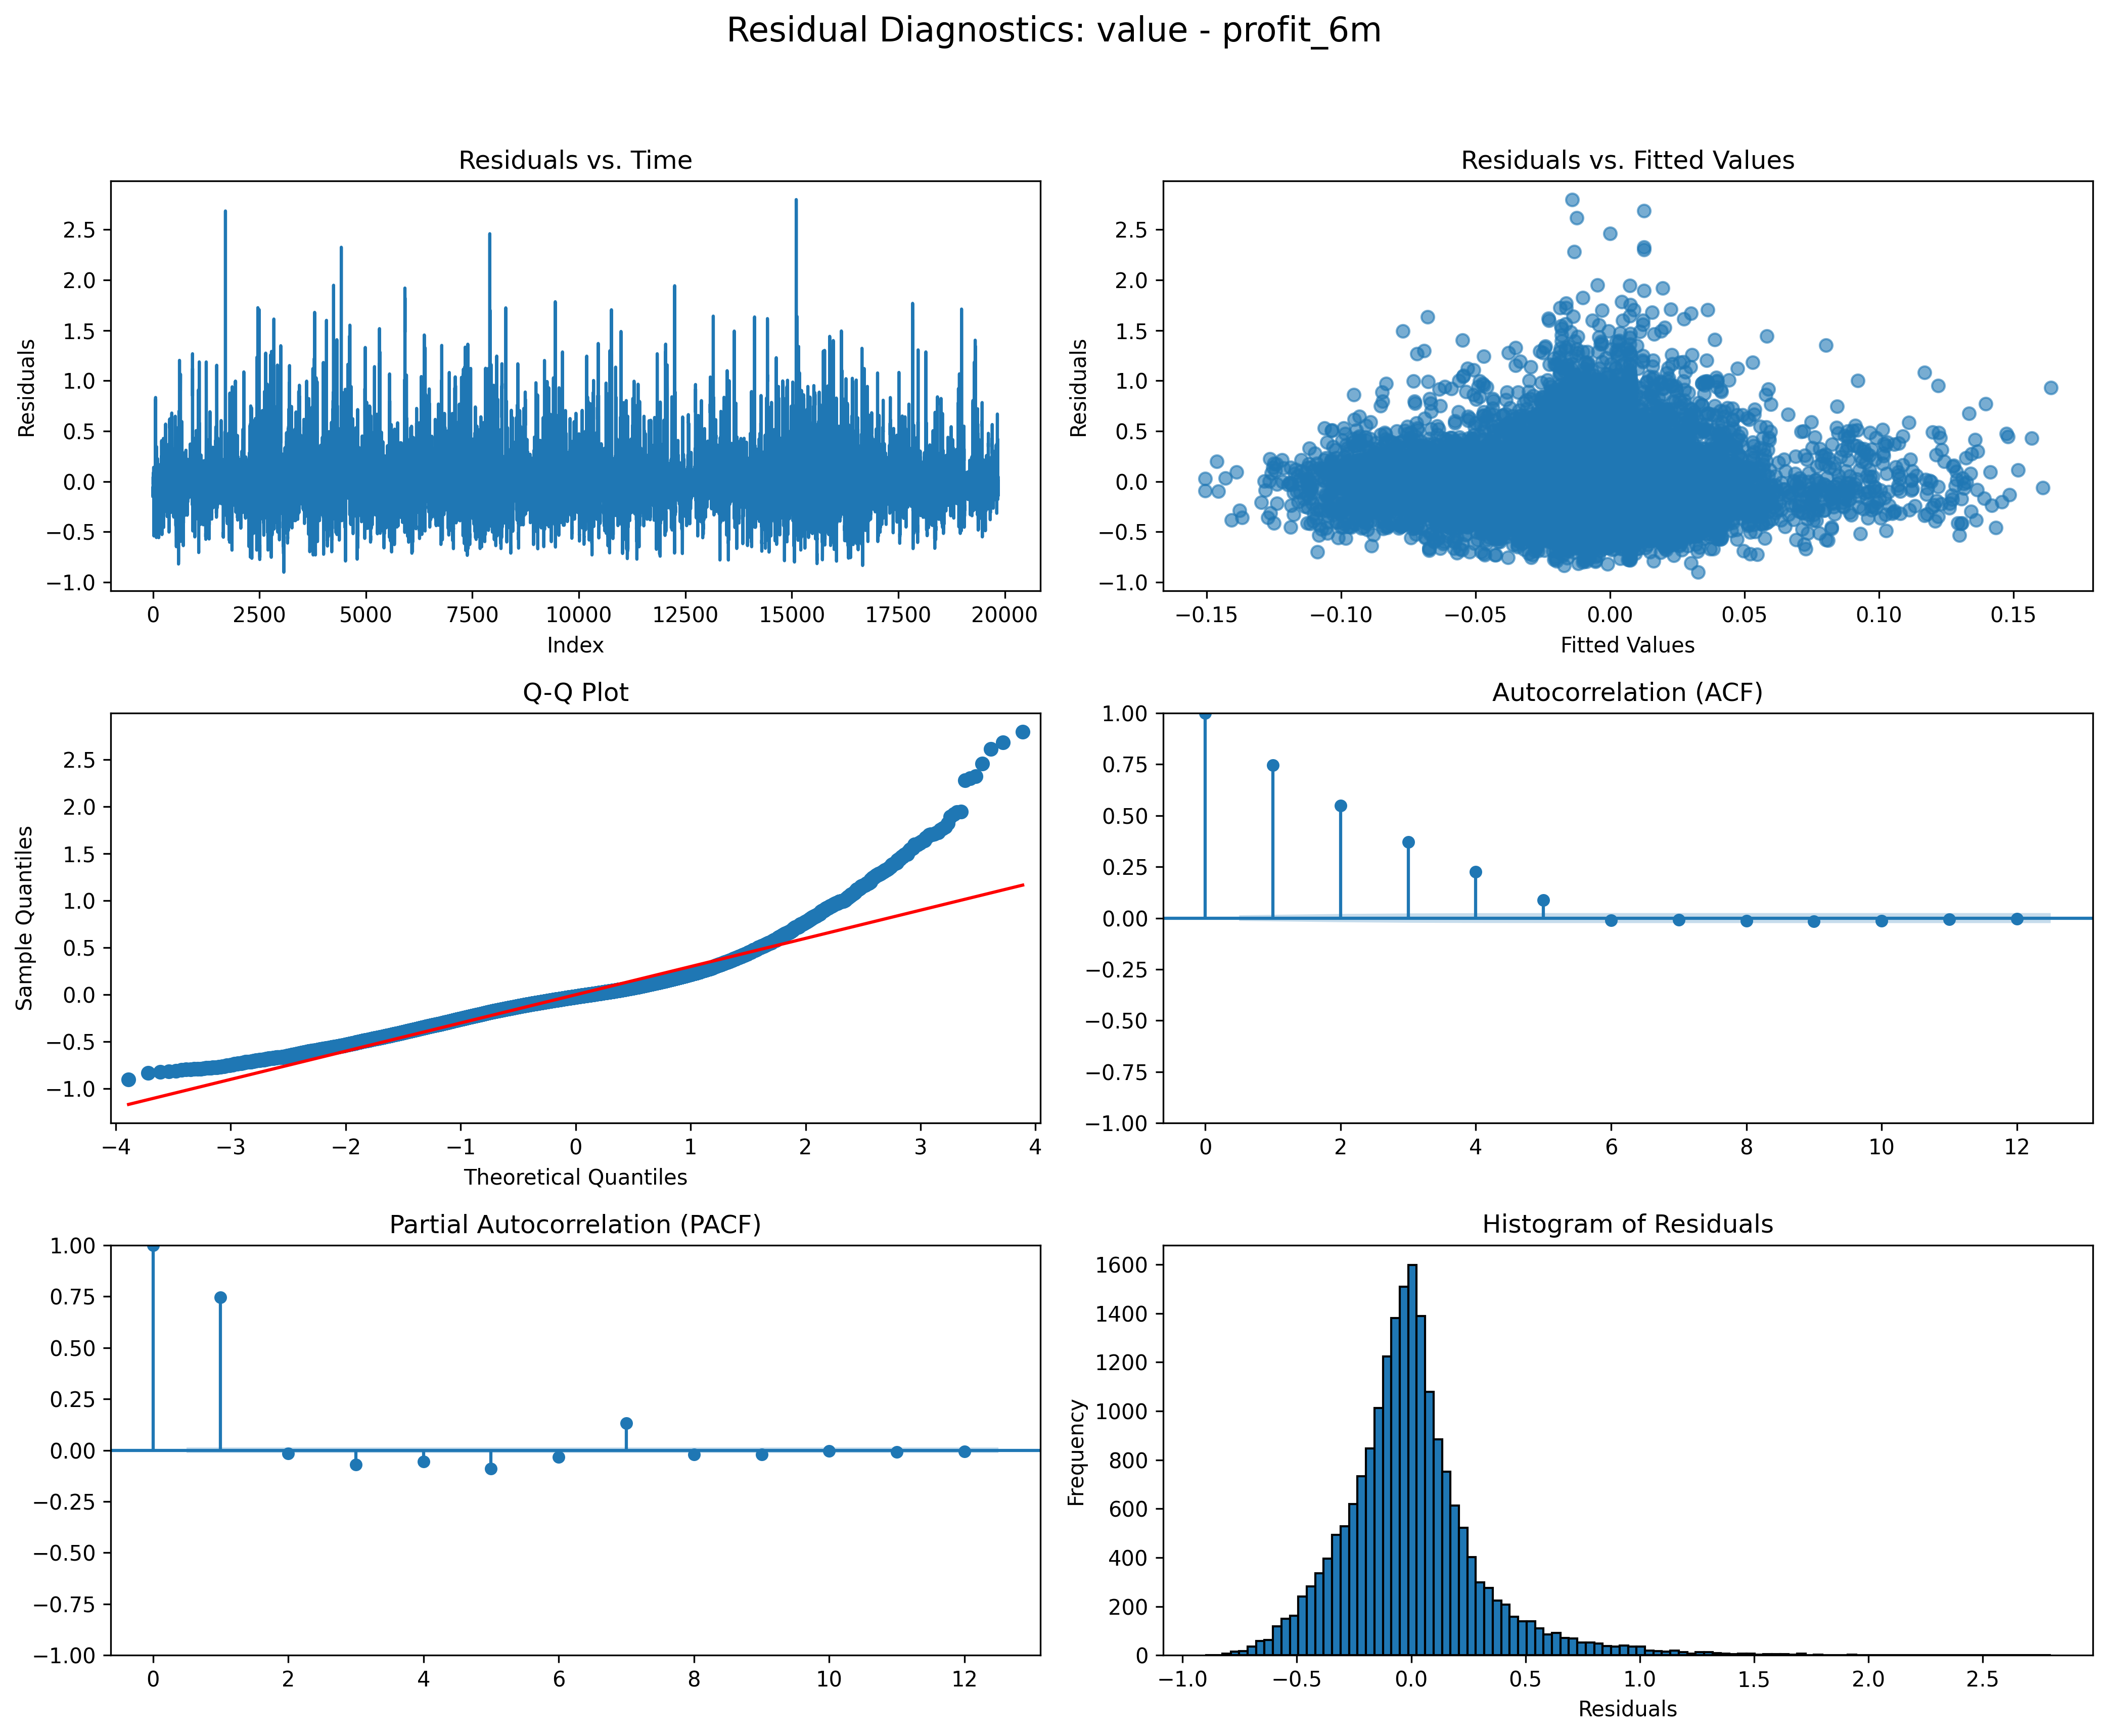 Residual Diagnostics: value - profit_6m
Residuals vs. Time
Residuals
2.5
2.0
1.5
1.0
0.5
0.0
−0.5
−1.0
0 2500 5000 7500 10000 12500 15000 17500 20000
Index
Residuals vs. Fitted Values
Residuals
2.5
2.0
1.5
1.0
0.5
0.0
−0.5
−1.0
−0.15 −0.10 −0.05 0.00 0.05 0.10 0.15
Fitted Values
Q-Q Plot
Sample Quantiles
2.5
2.0
1.5
1.0
0.5
0.0
−0.5
−1.0
−4 −3 −2 −1 0 1 2 3 4
Theoretical Quantiles
Autocorrelation (ACF)
1.00
0.75
0.50
0.25
0.00
−0.25
−0.50
−0.75
−1.00
0 2 4 6 8 10 12
Partial Autocorrelation (PACF)
1.00
0.75
0.50
0.25
0.00
−0.25
−0.50
−0.75
−1.00
0 2 4 6 8 10 12
Histogram of Residuals
Frequency
1600
1400
1200
1000
800
600
400
200
0
−1.0 −0.5 0.0 0.5 1.0 1.5 2.0 2.5
Residuals